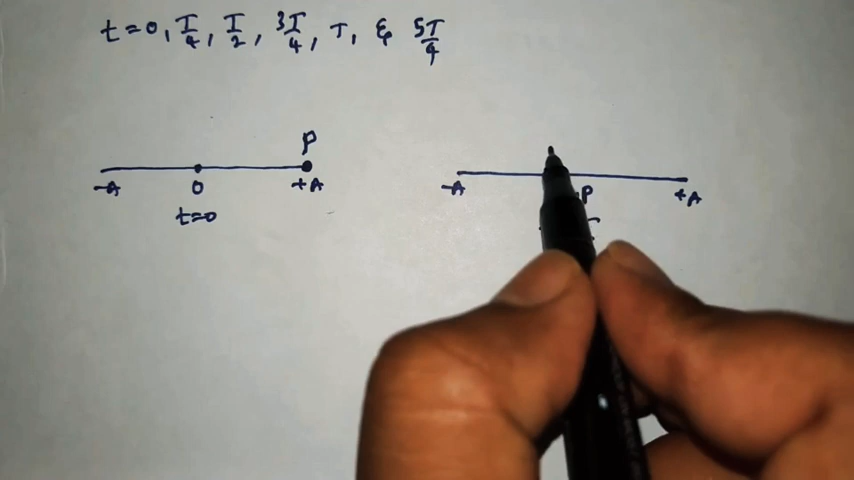 t=0, T/4, T/2, 3T/4, T, & 5T/4
P
-A 0 +A -A P +A
t=0